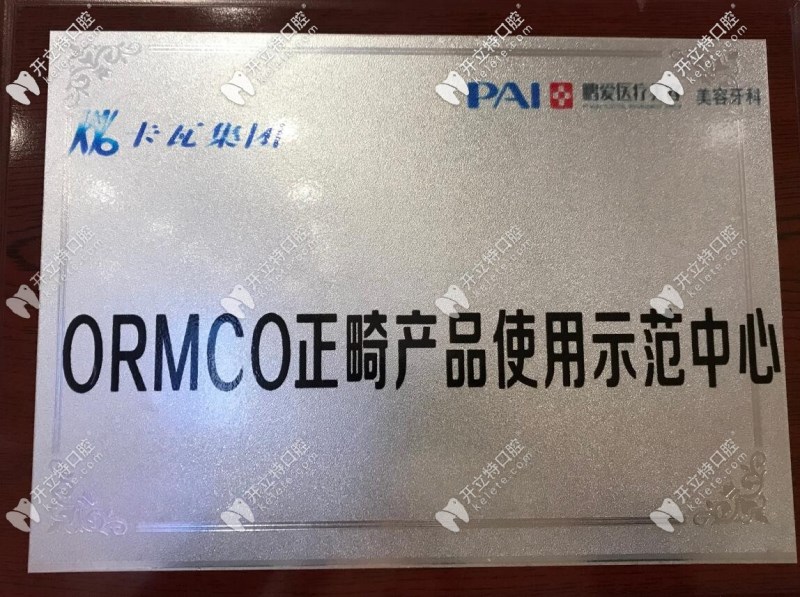 卡瓦集团
PAI 鹏爱医疗 美容牙科
ORMCO正畸产品使用示范中心
开立特口腔
kelete.com